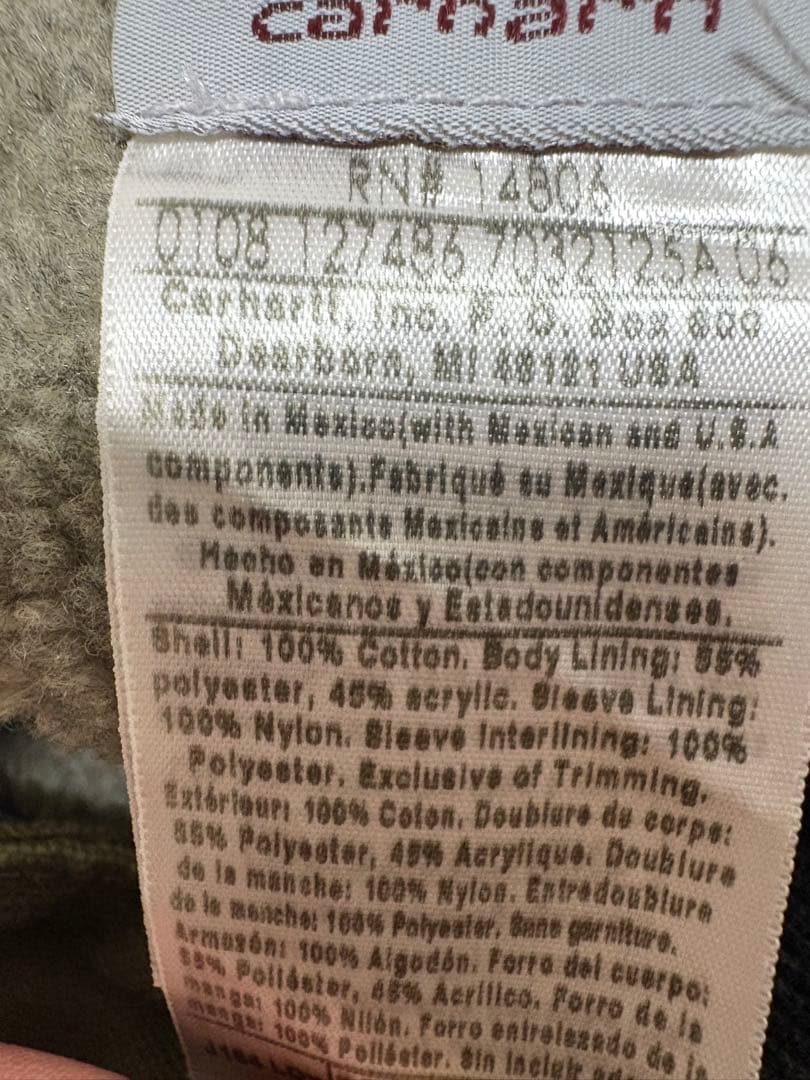 carhartt
RN# 14806
0108 127486 7032125A 06
Carhartt, Inc. P. O. Box 600
Dearborn, MI 48121 USA
Made in Mexico(with Mexican and U.S.A
components).Fabriqué au Mexique(avec.
des composants Mexicains et Américains).
Hecho en México(con componentes
Méxicanos y Estadounidenses.
Shell: 100% Cotton. Body Lining: 55%
polyester, 45% acrylic. Sleeve Lining:
100% Nylon. Sleeve Interlining: 100%
Polyester. Exclusive of Trimming.
Extérieur: 100% Coton. Doublure du corps:
55% Polyester, 45% Acrylique. Doublure
de la manche: 100% Nylon. Entredoublure
de la manche: 100% Polyester. Sans garniture.
Armazón: 100% Algodón. Forro del cuerpo:
55% Poliéster, 45% Acrílico. Forro de la
manga: 100% Nilón. Forro entrelazado de la
manga: 100% Poliéster. Sin incluir